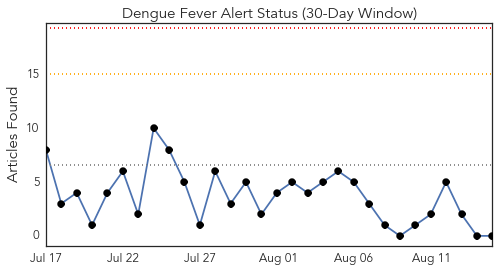 Dengue Fever Alert Status (30-Day Window)
Articles Found
15
10
5
0
Jul 17 Jul 22 Jul 27 Aug 01 Aug 06 Aug 11